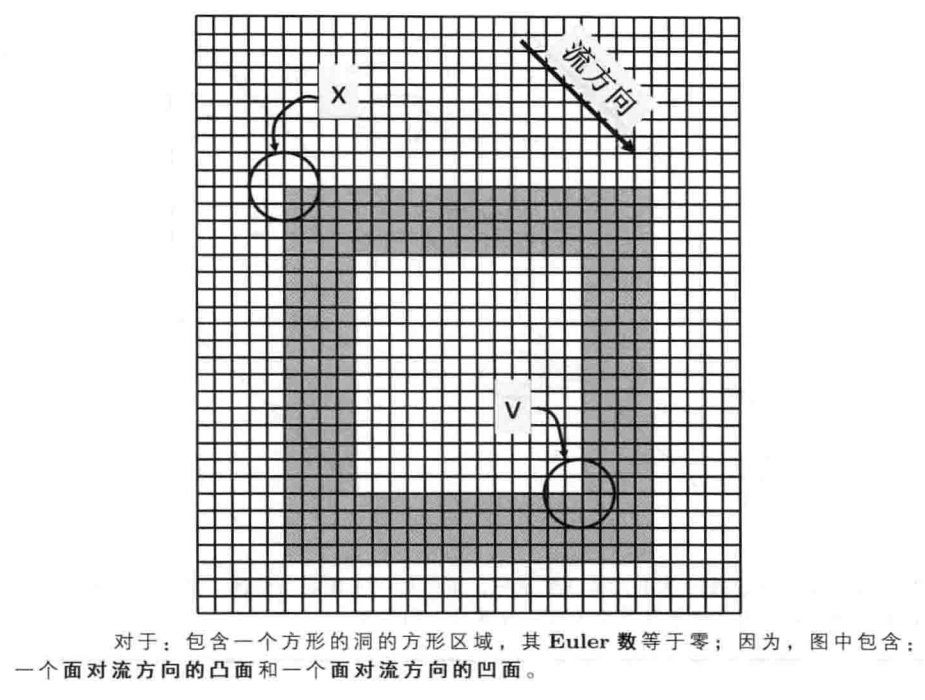 流方向
X
V
对于：包含一个方形的洞的方形区域，其 Euler 数等于零；因为，图中包含：
一个面对流方向的凸面和一个面对流方向的凹面。